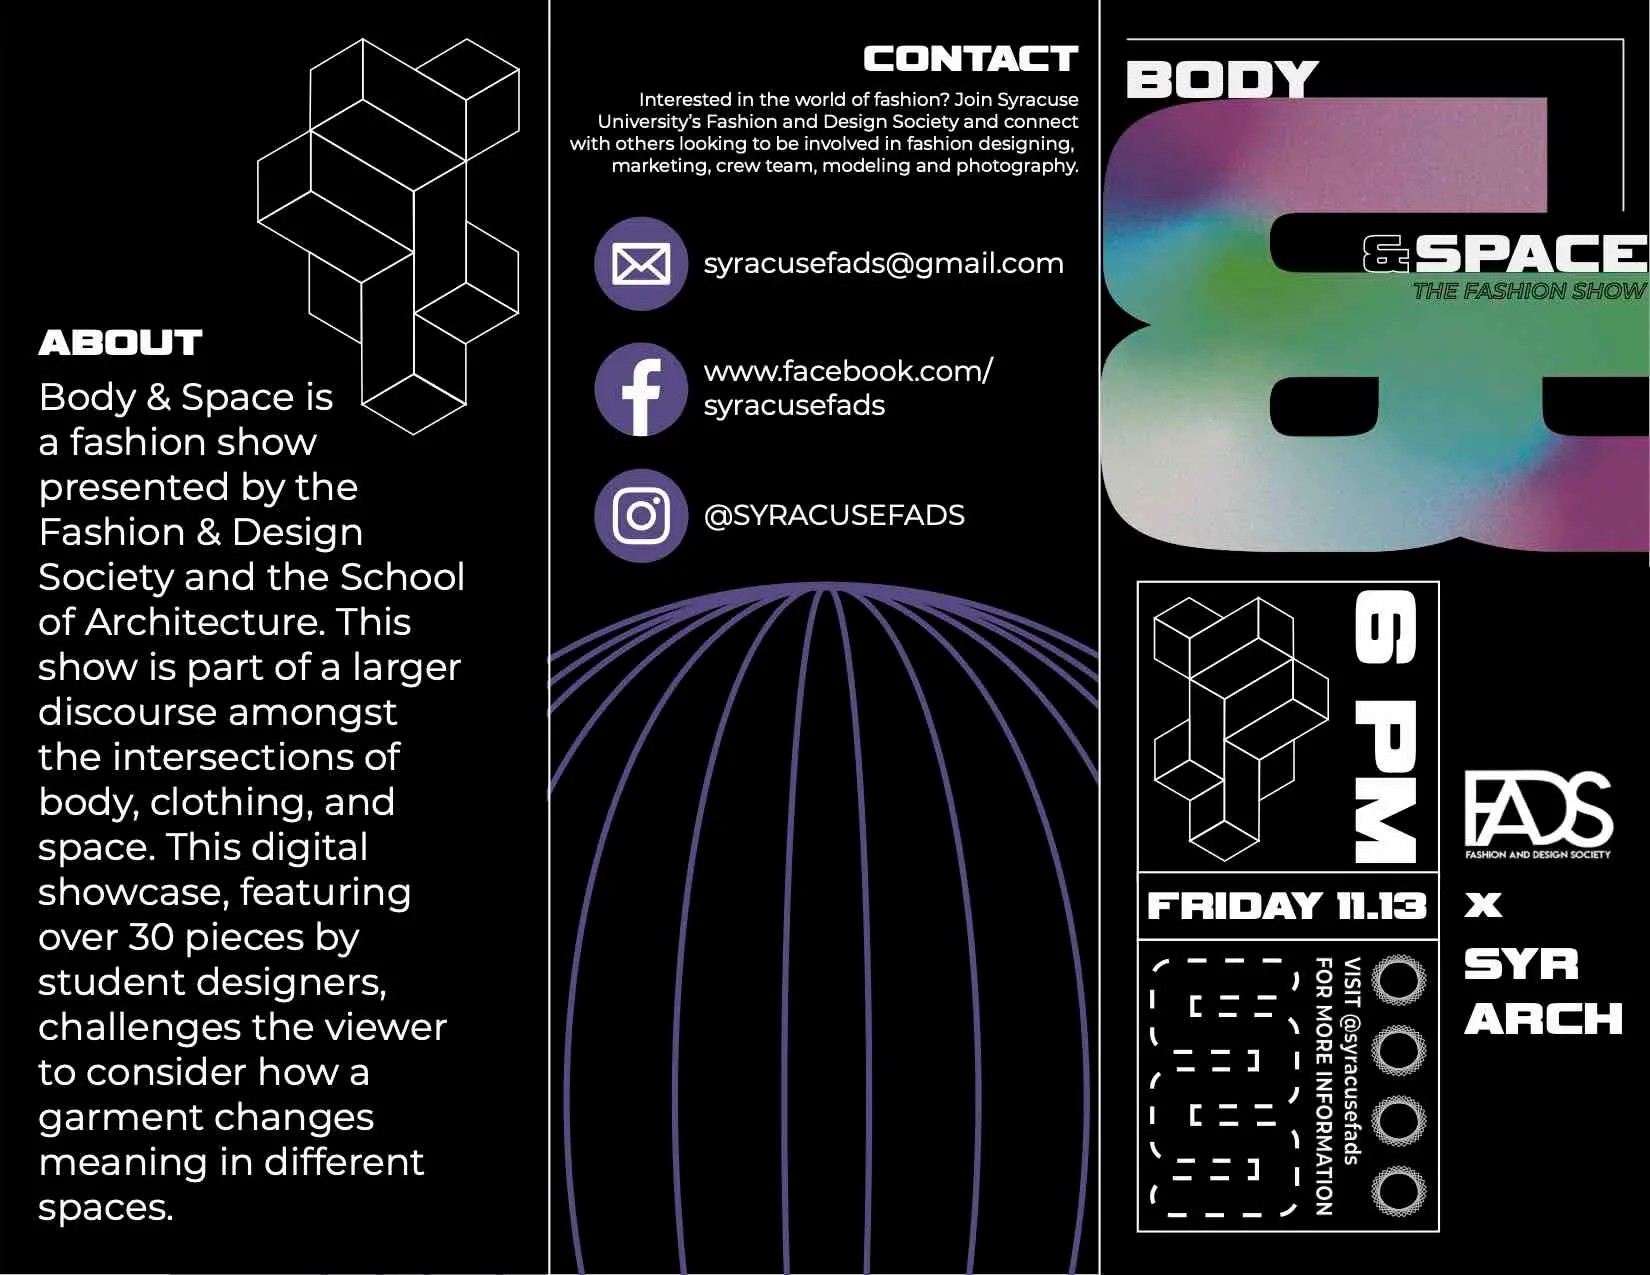 ABOUT
Body & Space is
a fashion show
presented by the
Fashion & Design
Society and the School
of Architecture. This
show is part of a larger
discourse amongst
the intersections of
body, clothing, and
space. This digital
showcase, featuring
over 30 pieces by
student designers,
challenges the viewer
to consider how a
garment changes
meaning in different
spaces.
CONTACT
Interested in the world of fashion? Join Syracuse
University's Fashion and Design Society and connect
with others looking to be involved in fashion designing,
marketing, crew team, modeling and photography.
syracusefads@gmail.com
www.facebook.com/
syracusefads
@SYRACUSEFADS
BODY
&SPACE
THE FASHION SHOW
6 PM
FRIDAY 11.13
VISIT @syracusefads
FOR MORE INFORMATION
FADS
FASHION AND DESIGN SOCIETY
X
SYR
ARCH